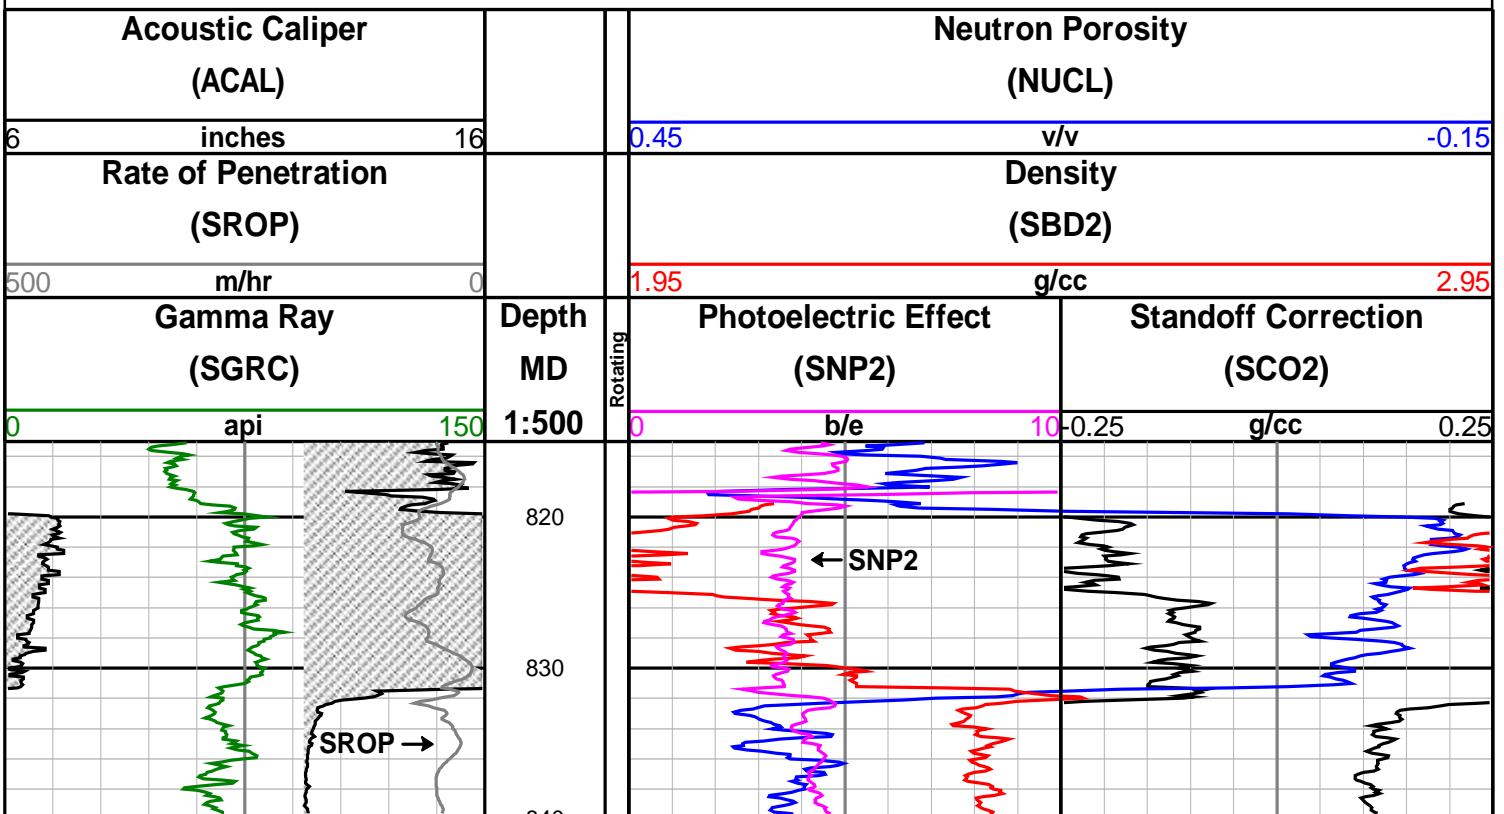 Acoustic Caliper
(ACAL)
6 inches 16
Neutron Porosity
(NUCL)
0.45 v/v -0.15
Rate of Penetration
(SROP)
500 m/hr 0
Density
(SBD2)
1.95 g/cc 2.95
Gamma Ray
(SGRC)
0 api 150
Depth
MD
1:500
Rotating
Photoelectric Effect
(SNP2)
0 b/e 10
Standoff Correction
(SCO2)
-0.25 g/cc 0.25
820
SNP2
830
SROP